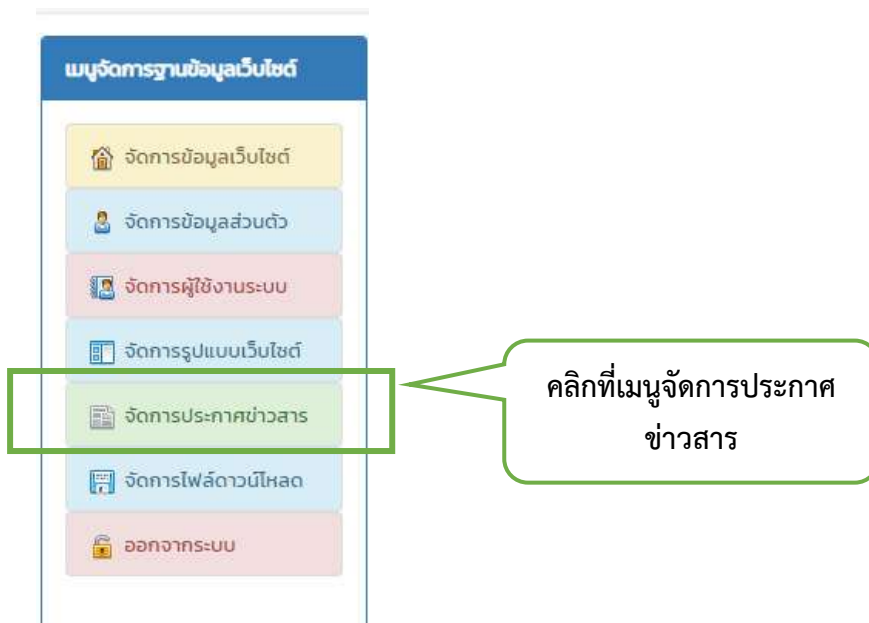 เมนูจัดการฐานข้อมูลเว็บไซต์
จัดการข้อมูลเว็บไซต์
จัดการข้อมูลส่วนตัว
จัดการผู้ใช้งานระบบ
จัดการรูปแบบเว็บไซต์
จัดการประกาศข่าวสาร
จัดการไฟล์ดาวน์โหลด
ออกจากระบบ
คลิกที่เมนูจัดการประกาศ
ข่าวสาร